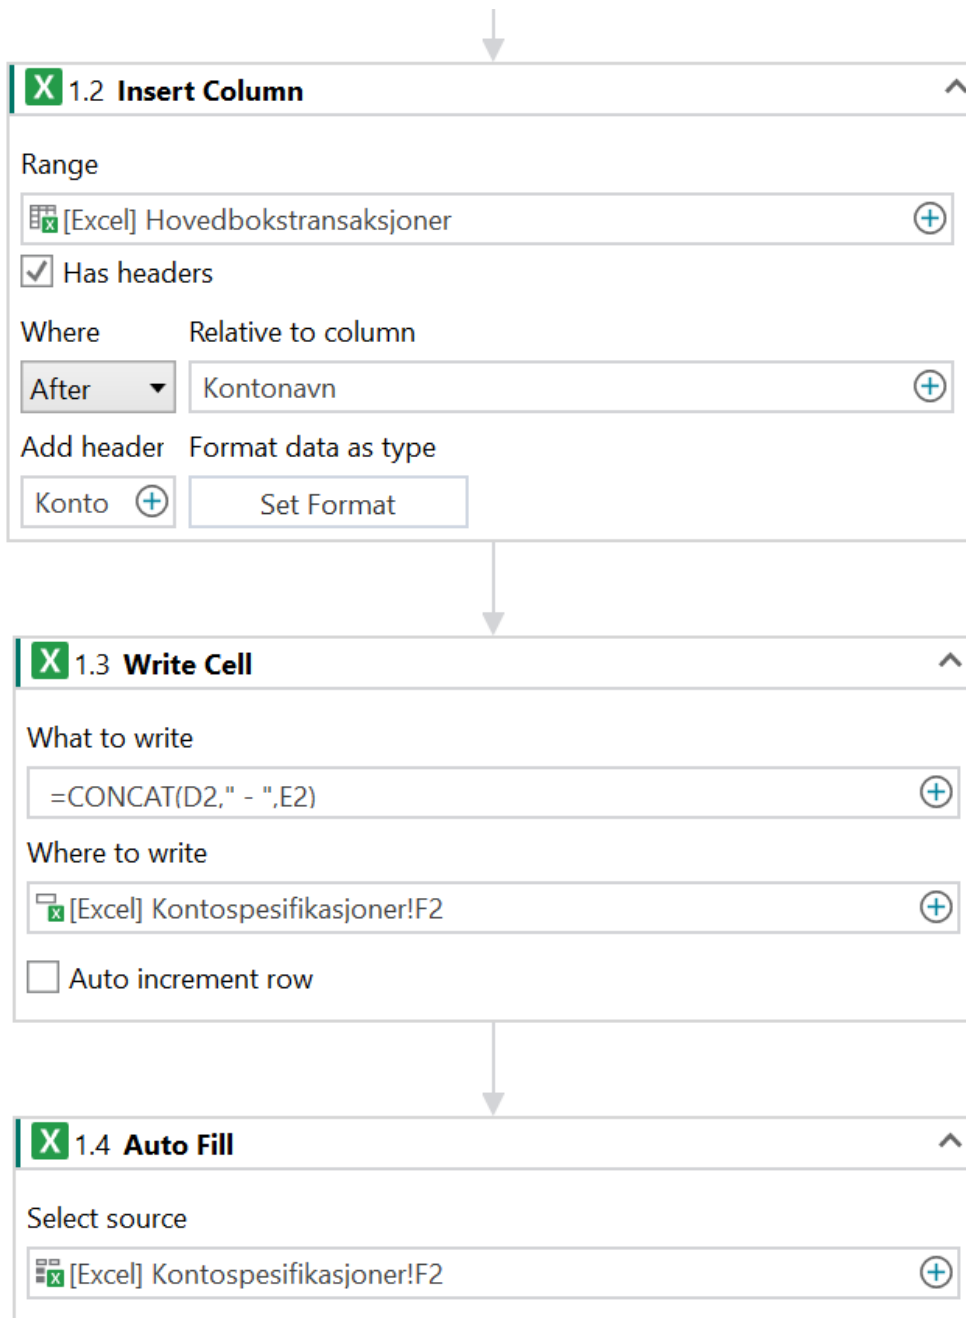 X 1.2 Insert Column
Range
[Excel] Hovedbokstransaksjoner
Has headers
Where Relative to column
After Kontonavn
Add header Format data as type
Konto Set Format
X 1.3 Write Cell
What to write
=CONCAT(D2," - ",E2)
Where to write
[Excel] Kontospesifikasjoner!F2
Auto increment row
X 1.4 Auto Fill
Select source
[Excel] Kontospesifikasjoner!F2